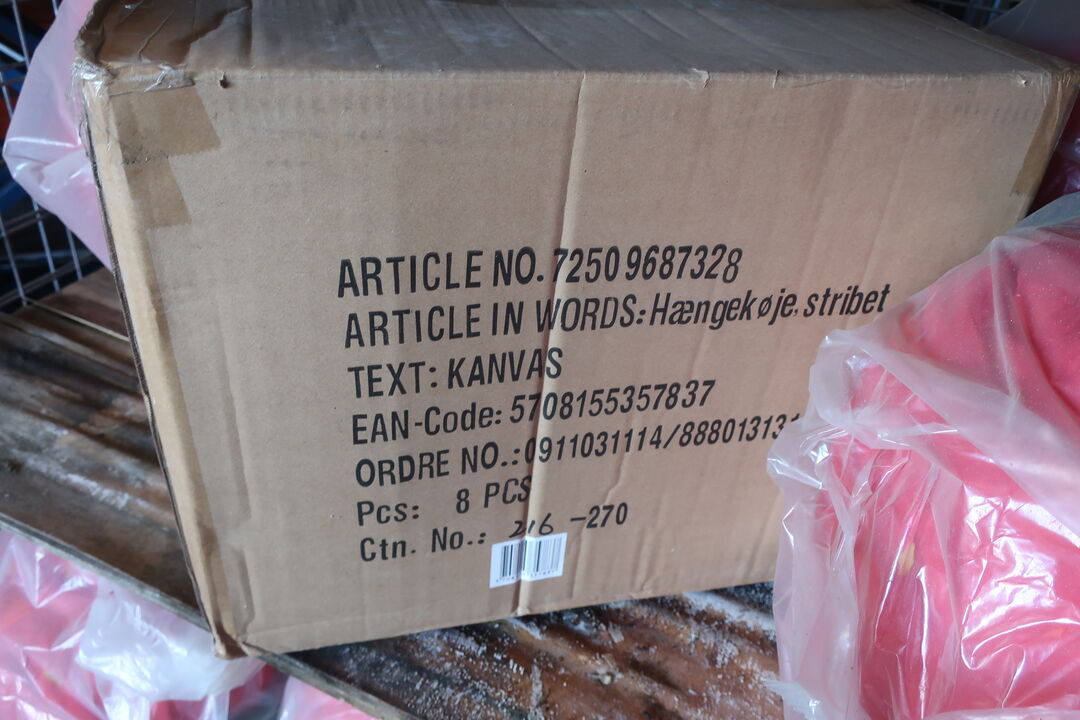 ARTICLE NO. 7250 9687328
ARTICLE IN WORDS: Hængekøje, stribet
TEXT: KANVAS
EAN-Code: 5708155357837
ORDRE NO.: 0911031114/88801313
Pcs: 8 PCS
Ctn. No.: 216 -270